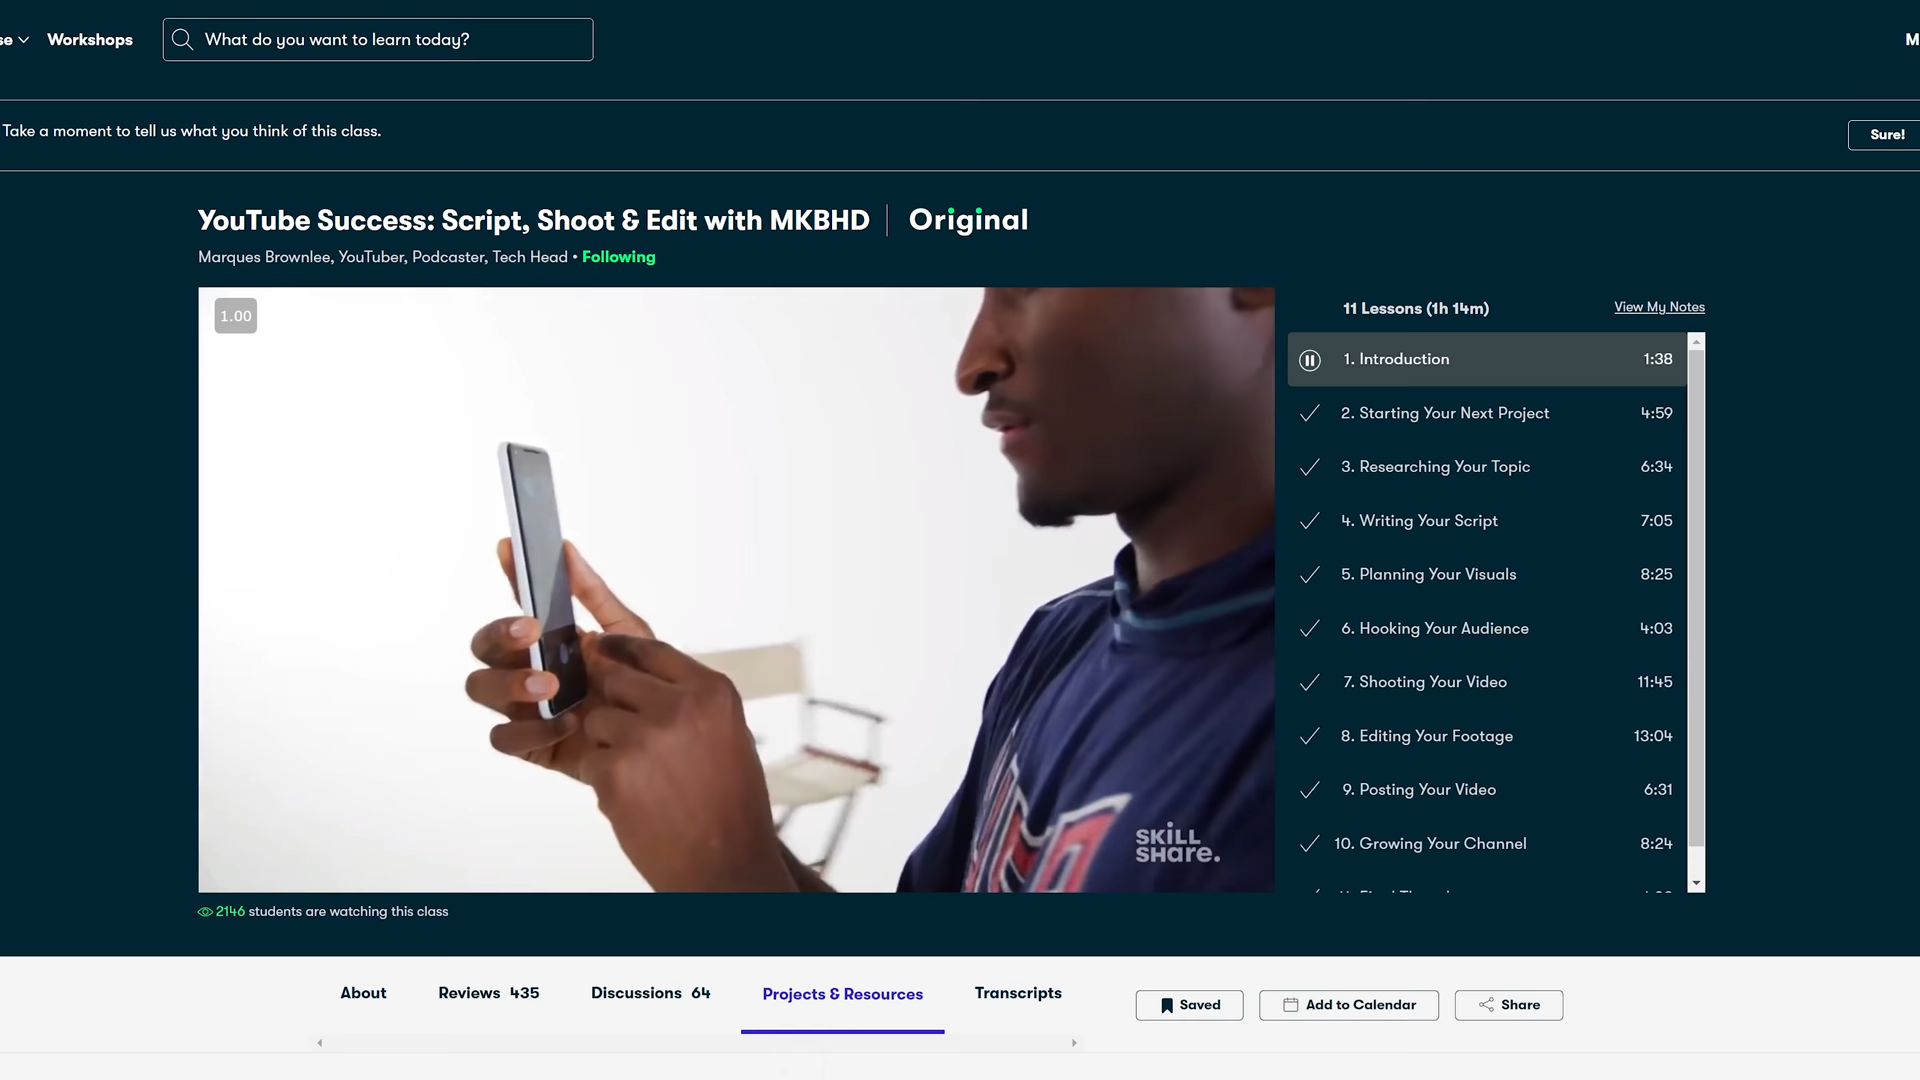 se Workshops What do you want to learn today? M
Take a moment to tell us what you think of this class. Sure!
YouTube Success: Script, Shoot & Edit with MKBHD Original
Marques Brownlee, YouTuber, Podcaster, Tech Head • Following
1.00
SKILL
SHare.
2146 students are watching this class
11 Lessons (1h 14m) View My Notes
1. Introduction 1:38
2. Starting Your Next Project 4:59
3. Researching Your Topic 6:34
4. Writing Your Script 7:05
5. Planning Your Visuals 8:25
6. Hooking Your Audience 4:03
7. Shooting Your Video 11:45
8. Editing Your Footage 13:04
9. Posting Your Video 6:31
10. Growing Your Channel 8:24
About Reviews 435 Discussions 64 Projects & Resources Transcripts Saved Add to Calendar Share